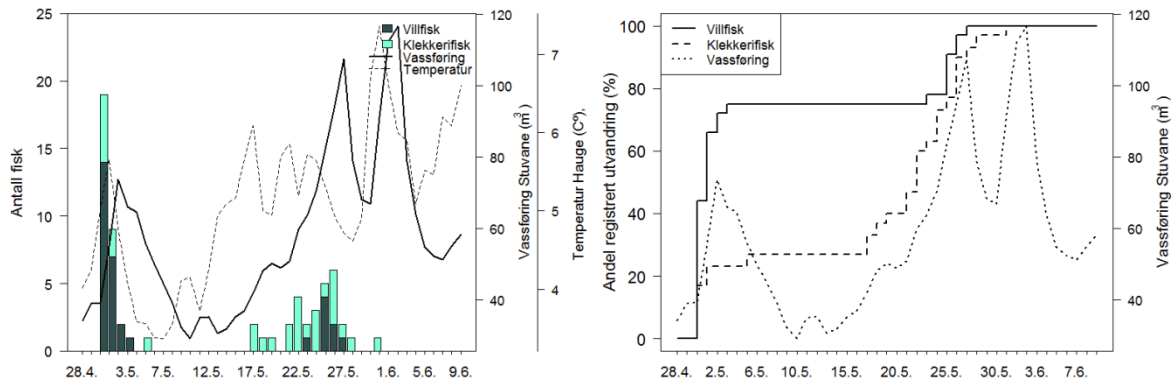 25
20
15
10
5
0
Antall fisk
Villfisk
Klekkerifisk
Vassføring
Temperatur
28.4. 3.5. 7.5. 12.5. 17.5. 22.5. 27.5. 1.6. 5.6. 9.6.
120
100
80
60
40
Vassføring Stuvane (m³)
7
6
5
4
Temperatur Hauge (Cº),
100
80
60
40
20
0
Andel registrert utvandring (%)
Villfisk
Klekkerifisk
Vassføring
28.4. 2.5. 6.5. 10.5. 15.5. 20.5. 25.5. 30.5. 3.6. 7.6.
120
100
80
60
40
Vassføring Stuvane (m³)